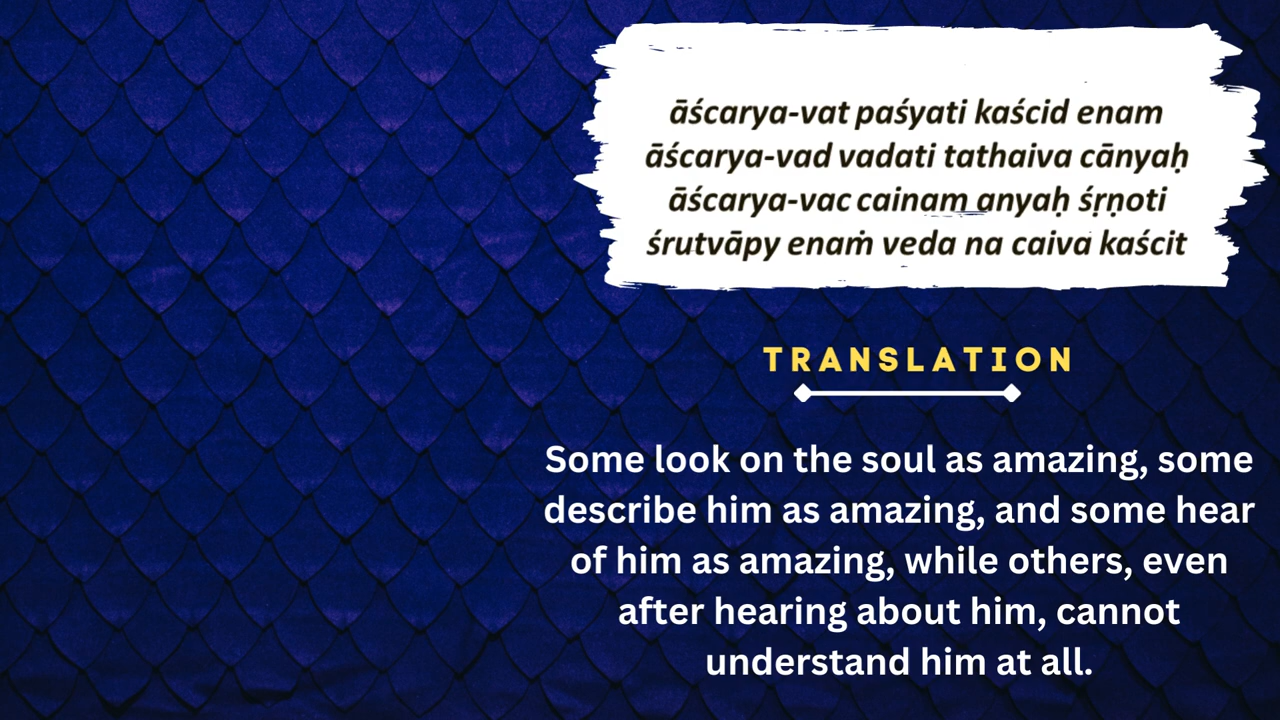 āścarya-vat paśyati kaścid enam
āścarya-vad vadati tathaiva cānyaḥ
āścarya-vac cainam anyaḥ śṛṇoti
śrutvāpy enaṁ veda na caiva kaścit
TRANSLATION
Some look on the soul as amazing, some
describe him as amazing, and some hear
of him as amazing, while others, even
after hearing about him, cannot
understand him at all.